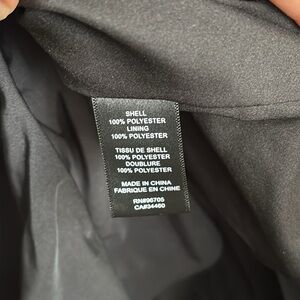 SHELL
100% POLYESTER
LINING
100% POLYESTER
TISSU DE SHELL
100% POLYESTER
DOUBLURE
100% POLYESTER
MADE IN CHINA
FABRIQUE EN CHINE
RN#96705
CA#34460